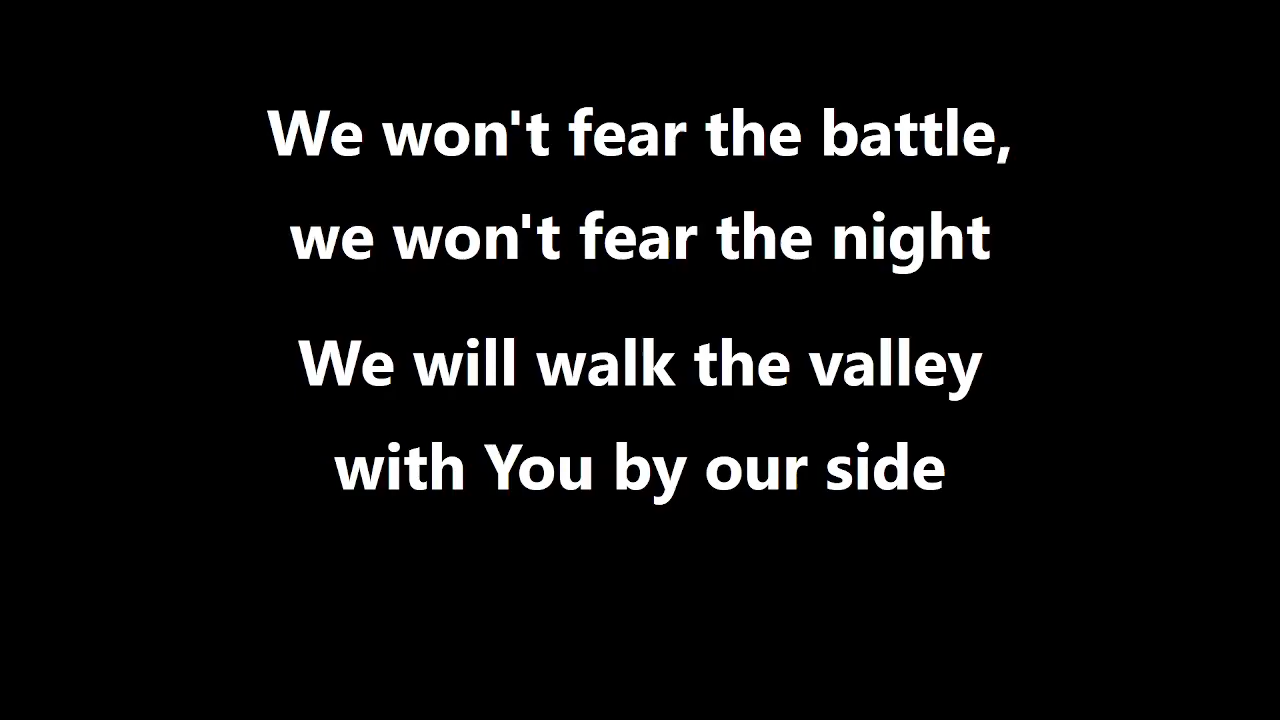 We won't fear the battle,
we won't fear the night
We will walk the valley
with You by our side